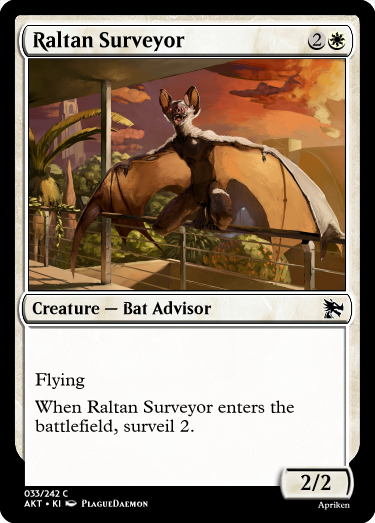 Raltan Surveyor 2
Creature — Bat Advisor
Flying
When Raltan Surveyor enters the
battlefield, surveil 2.
2/2
033/242 C
AKT • KI PlagueDaemon
Apriken